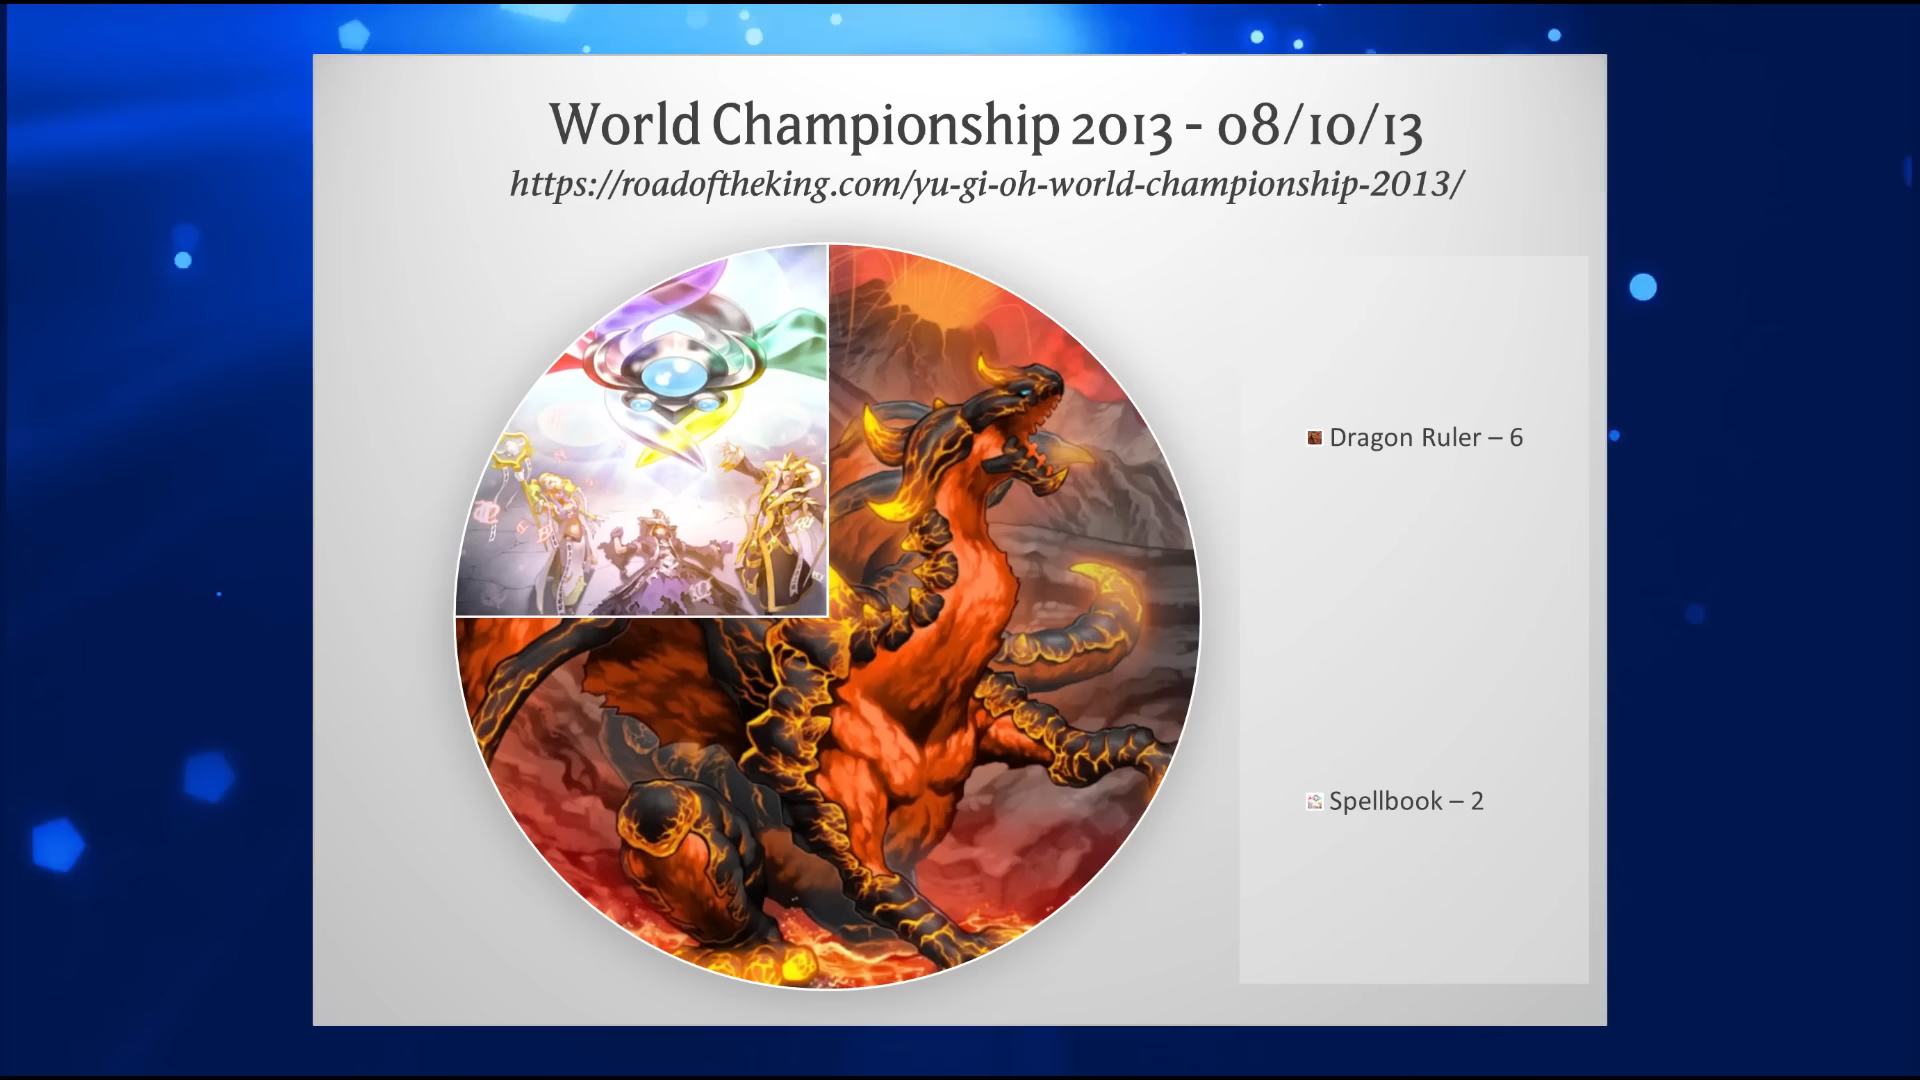 World Championship 2013 - 08/10/13
https://roadoftheking.com/yu-gi-oh-world-championship-2013/
Dragon Ruler – 6
Spellbook – 2